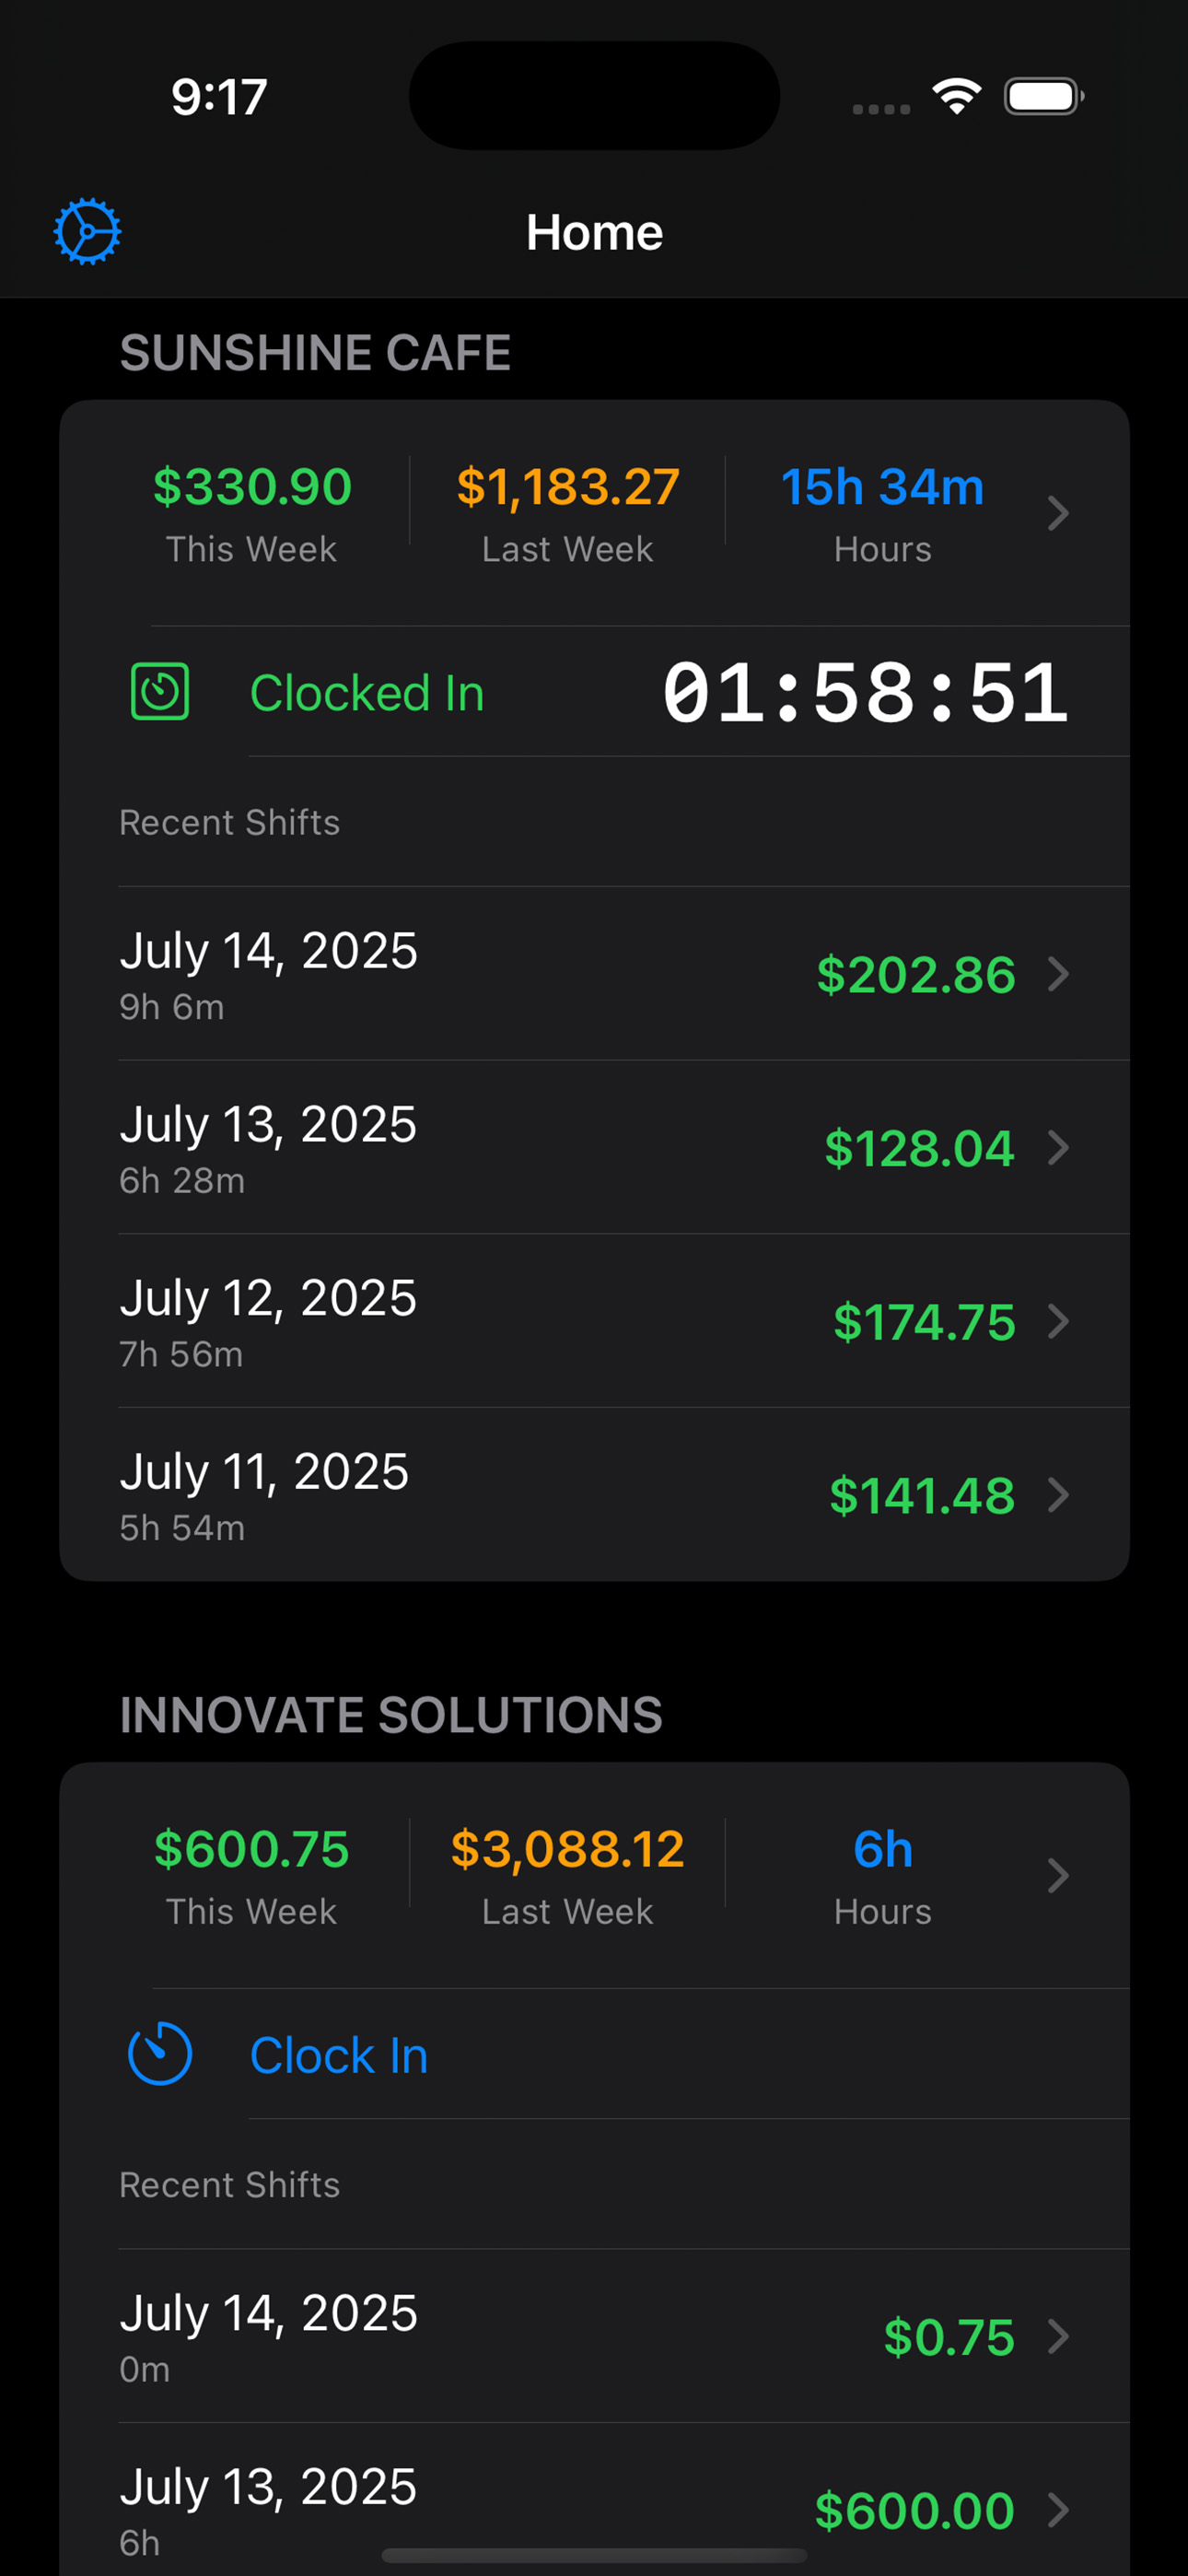 9:17
Home
SUNSHINE CAFE
$330.90 $1,183.27 15h 34m
This Week Last Week Hours
Clocked In 01:58:51
Recent Shifts
July 14, 2025
$202.86
9h 6m
July 13, 2025
$128.04
6h 28m
July 12, 2025
$174.75
7h 56m
July 11, 2025
$141.48
5h 54m
INNOVATE SOLUTIONS
$600.75 $3,088.12 6h
This Week Last Week Hours
Clock In
Recent Shifts
July 14, 2025
$0.75
0m
July 13, 2025
$600.00
6h